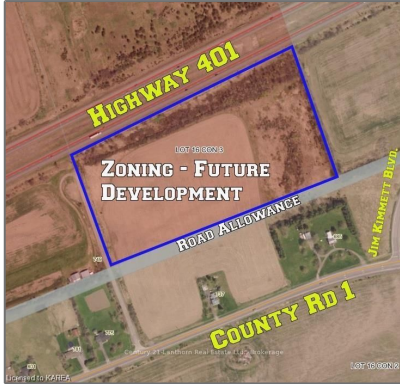 Highway 401
LOT 16 CON 3
Zoning - Future
Development
Road Allowance
Jim Kimmett Blvd.
County Rd 1
Century 21 Lanthorn Real Estate Ltd., Brokerage
Licensed to KAREA
LOT 16 CON 2